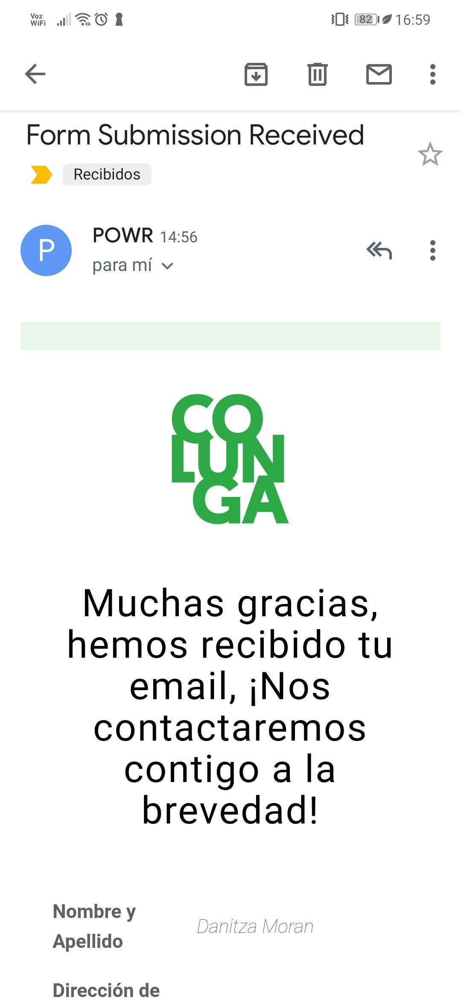 Voz
WiFi
82
16:59
Form Submission Received
Recibidos
P
POWR 14:56
para mí
CO
LUN
GA
Muchas gracias,
hemos recibido tu
email, ¡Nos
contactaremos
contigo a la
brevedad!
Nombre y
Apellido
Danitza Moran
Dirección de